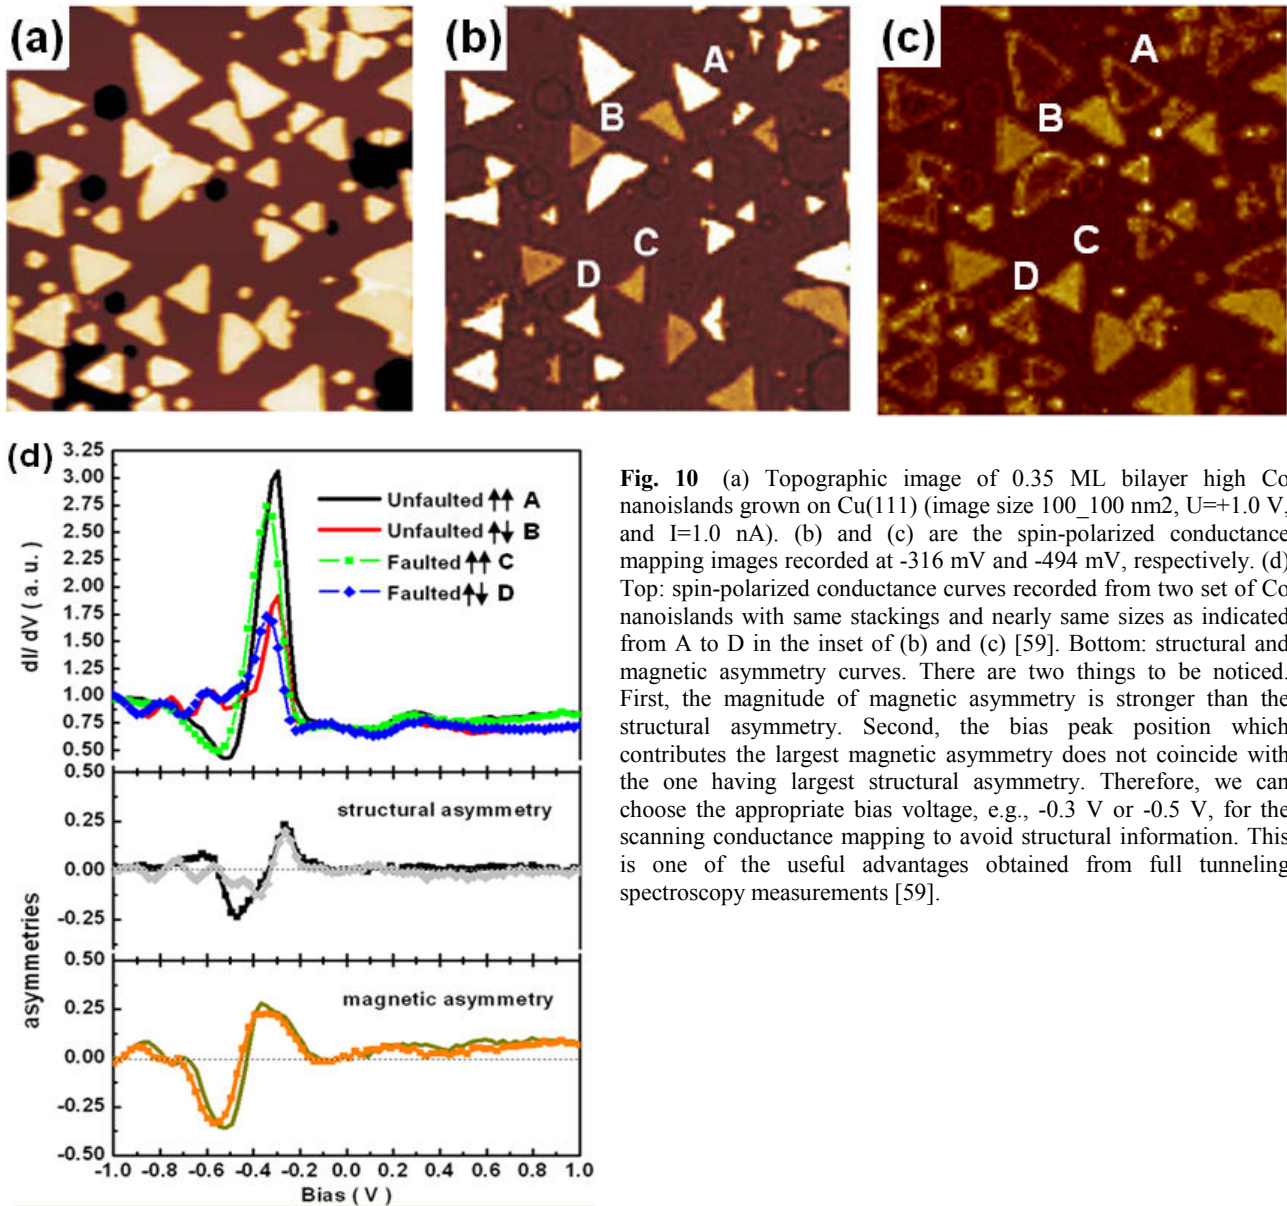 (a)
(b)
A
B
C
D
(c)
A
B
C
D
(d)
3.25
3.00
2.75
2.50
2.25
2.00
1.75
1.50
1.25
1.00
0.75
0.50
dI/ dV ( a. u. )
Unfaulted ↑↑ A
Unfaulted ↑↓ B
Faulted ↑↑ C
Faulted ↑↓ D
0.50
0.25
0.00
-0.25
structural asymmetry
0.50
0.25
0.00
-0.25
-0.50
magnetic asymmetry
asymmetries
-1.0 -0.8 -0.6 -0.4 -0.2 0.0 0.2 0.4 0.6 0.8 1.0
Bias ( V )
Fig. 10 (a) Topographic image of 0.35 ML bilayer high Co
nanoislands grown on Cu(111) (image size 100_100 nm2, U=+1.0 V,
and I=1.0 nA). (b) and (c) are the spin-polarized conductance
mapping images recorded at -316 mV and -494 mV, respectively. (d)
Top: spin-polarized conductance curves recorded from two set of Co
nanoislands with same stackings and nearly same sizes as indicated
from A to D in the inset of (b) and (c) [59]. Bottom: structural and
magnetic asymmetry curves. There are two things to be noticed.
First, the magnitude of magnetic asymmetry is stronger than the
structural asymmetry. Second, the bias peak position which
contributes the largest magnetic asymmetry does not coincide with
the one having largest structural asymmetry. Therefore, we can
choose the appropriate bias voltage, e.g., -0.3 V or -0.5 V, for the
scanning conductance mapping to avoid structural information. This
is one of the useful advantages obtained from full tunneling
spectroscopy measurements [59].